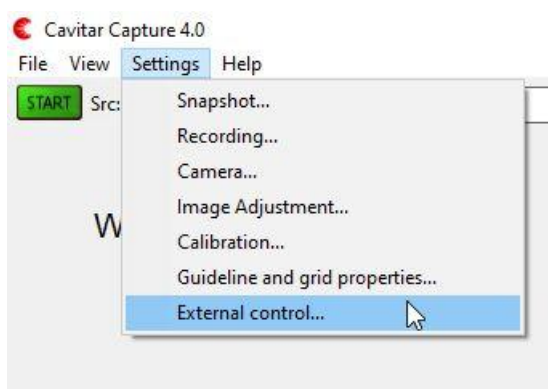 Cavitar Capture 4.0
File View Settings Help
START Src:
Snapshot...
Recording...
Camera...
Image Adjustment...
W
Calibration...
Guideline and grid properties...
External control...